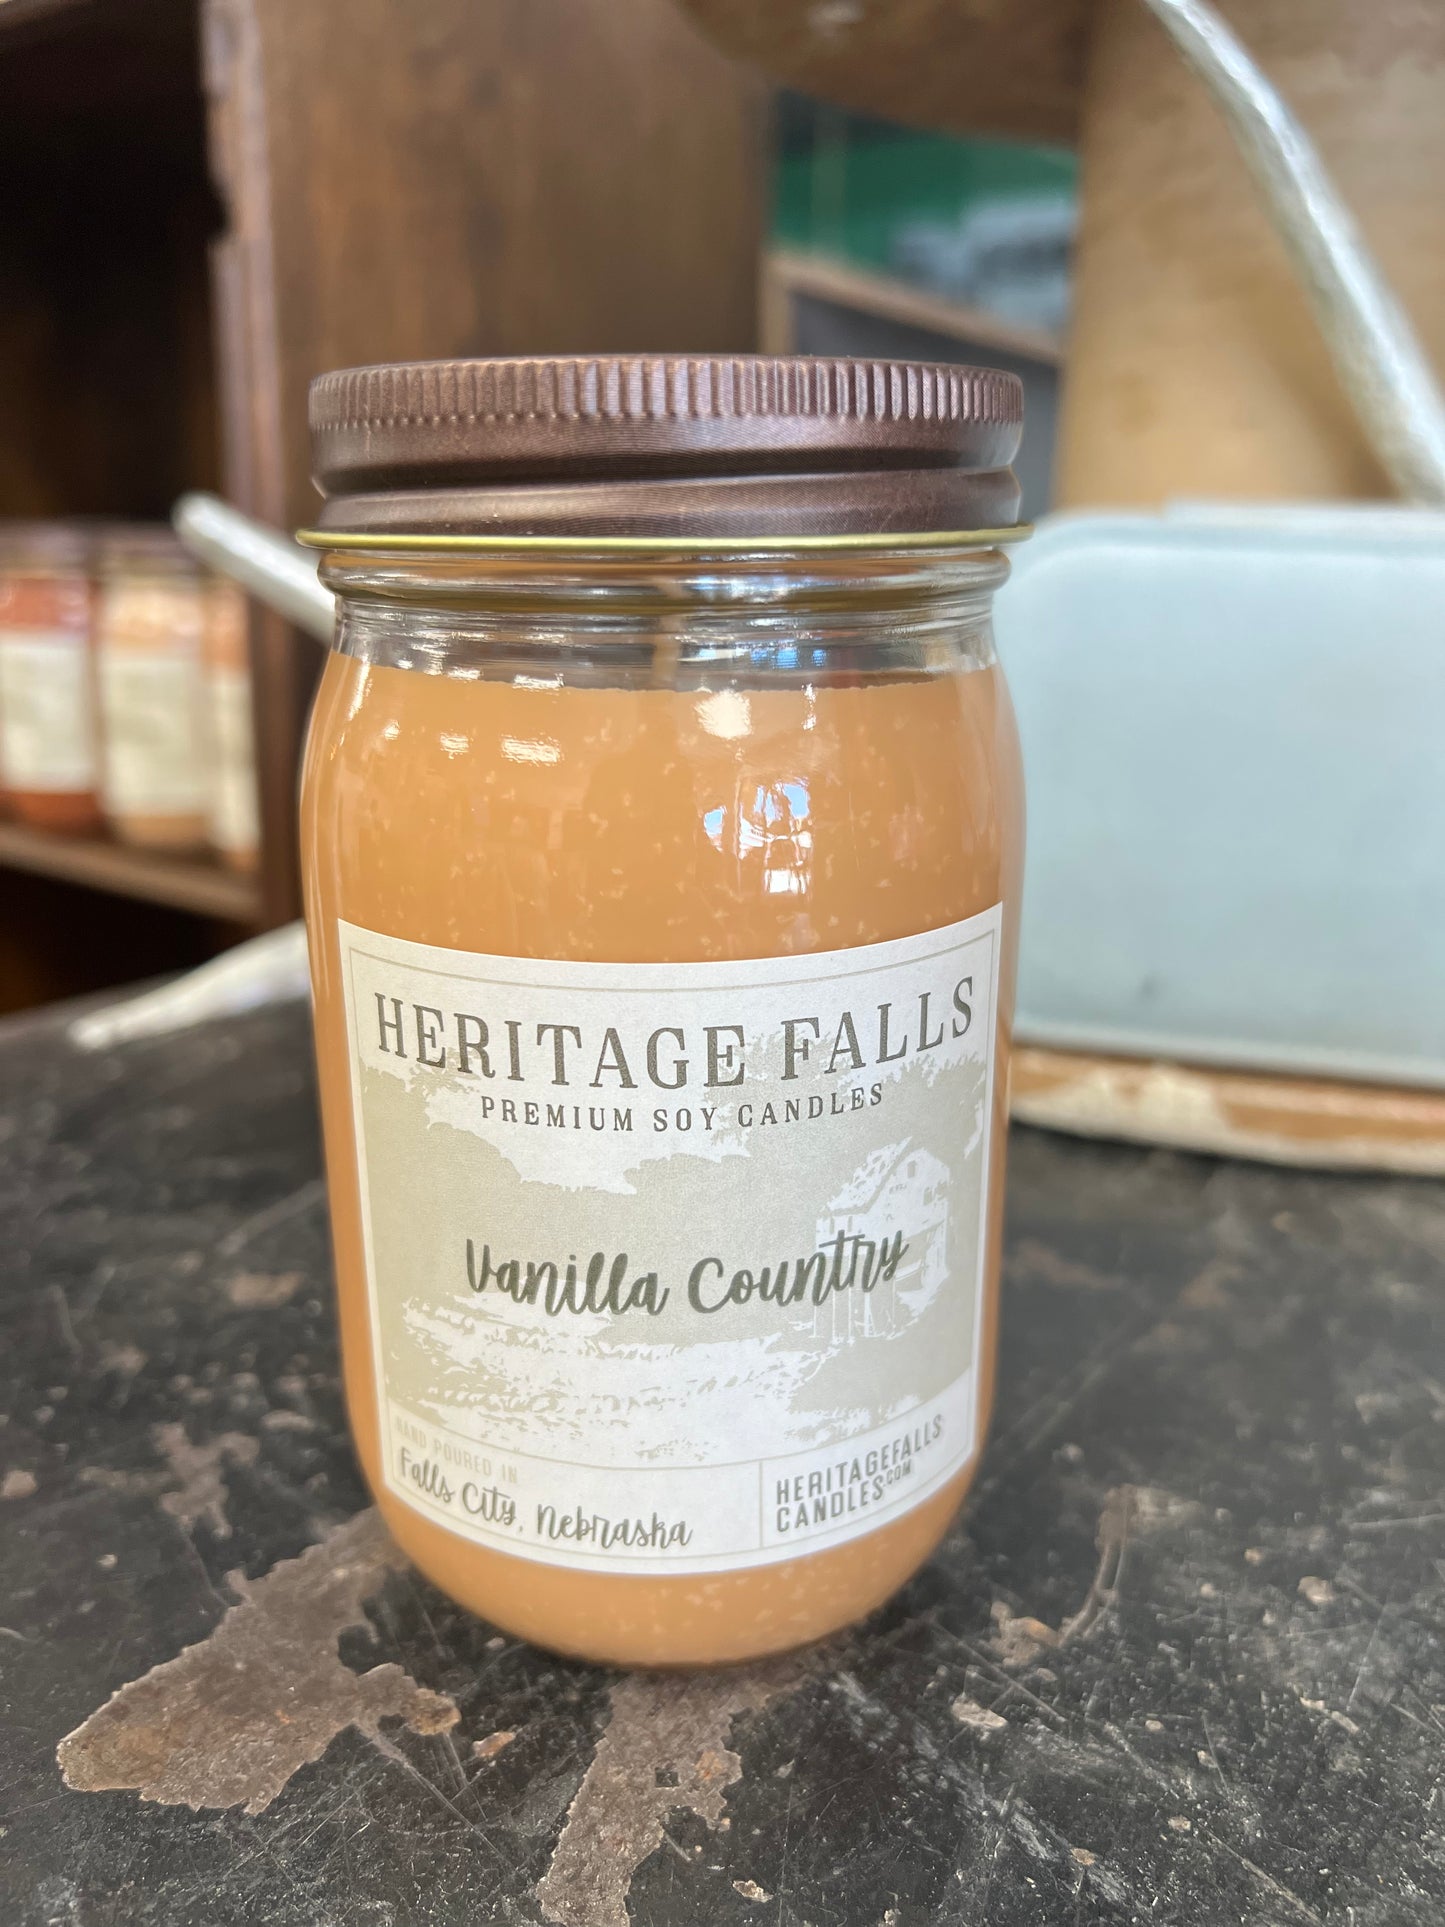 HERITAGE FALLS
PREMIUM SOY CANDLES
Vanilla Country
HAND POURED IN
Falls City, Nebraska
HERITAGEFALLS
CANDLES.COM